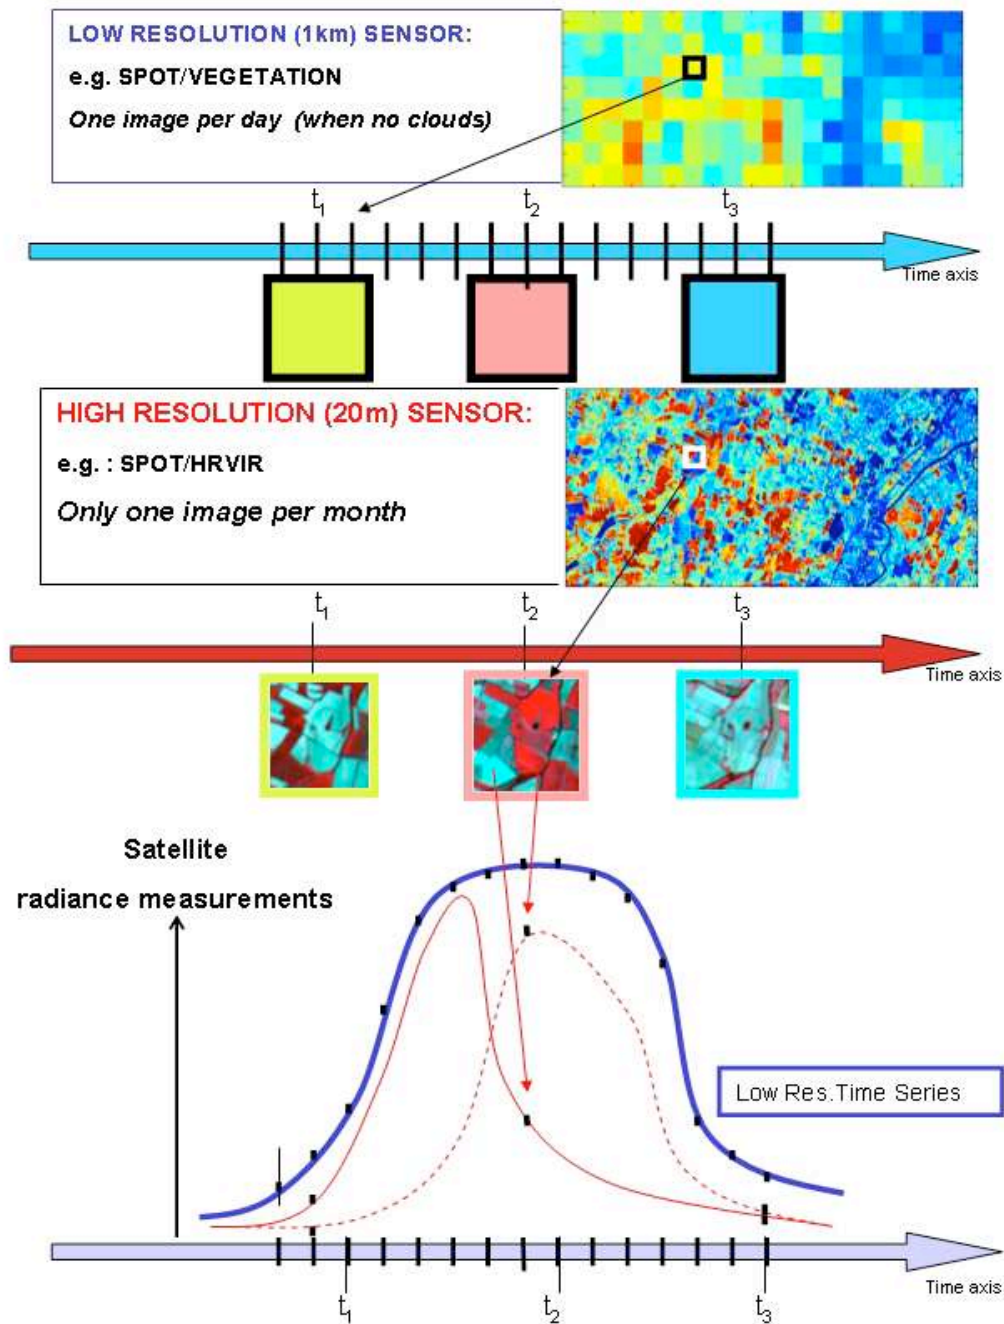 LOW RESOLUTION (1km) SENSOR:
e.g. SPOT/VEGETATION
One image per day (when no clouds)
t1 t2 t3
Time axis
HIGH RESOLUTION (20m) SENSOR:
e.g. : SPOT/HRVIR
Only one image per month
t1 t2 t3
Time axis
Satellite
radiance measurements
Low Res.Time Series
Time axis
t1 t2 t3